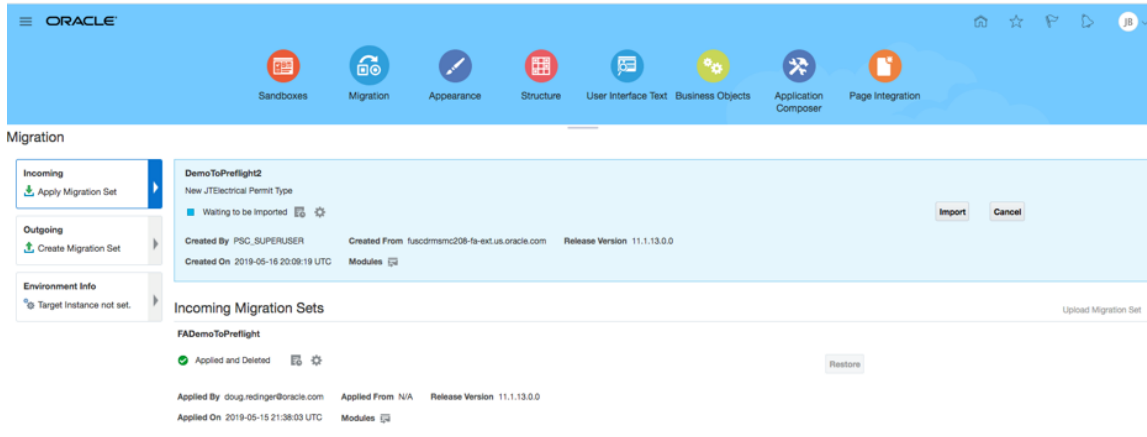 ORACLE
JB
Sandboxes Migration Appearance Structure User Interface Text Business Objects Application Composer Page Integration
Migration
Incoming
Apply Migration Set
Outgoing
Create Migration Set
Environment Info
Target Instance not set.
DemoToPreflight2
New JTElectrical Permit Type
Waiting to be Imported
Import Cancel
Created By PSC_SUPERUSER Created From fuscdrmsmc208-fa-ext.us.oracle.com Release Version 11.1.13.0.0
Created On 2019-05-16 20:09:19 UTC Modules
Incoming Migration Sets Upload Migration Set
FADemoToPreflight
Applied and Deleted Restore
Applied By doug.redinger@oracle.com Applied From N/A Release Version 11.1.13.0.0
Applied On 2019-05-15 21:38:03 UTC Modules